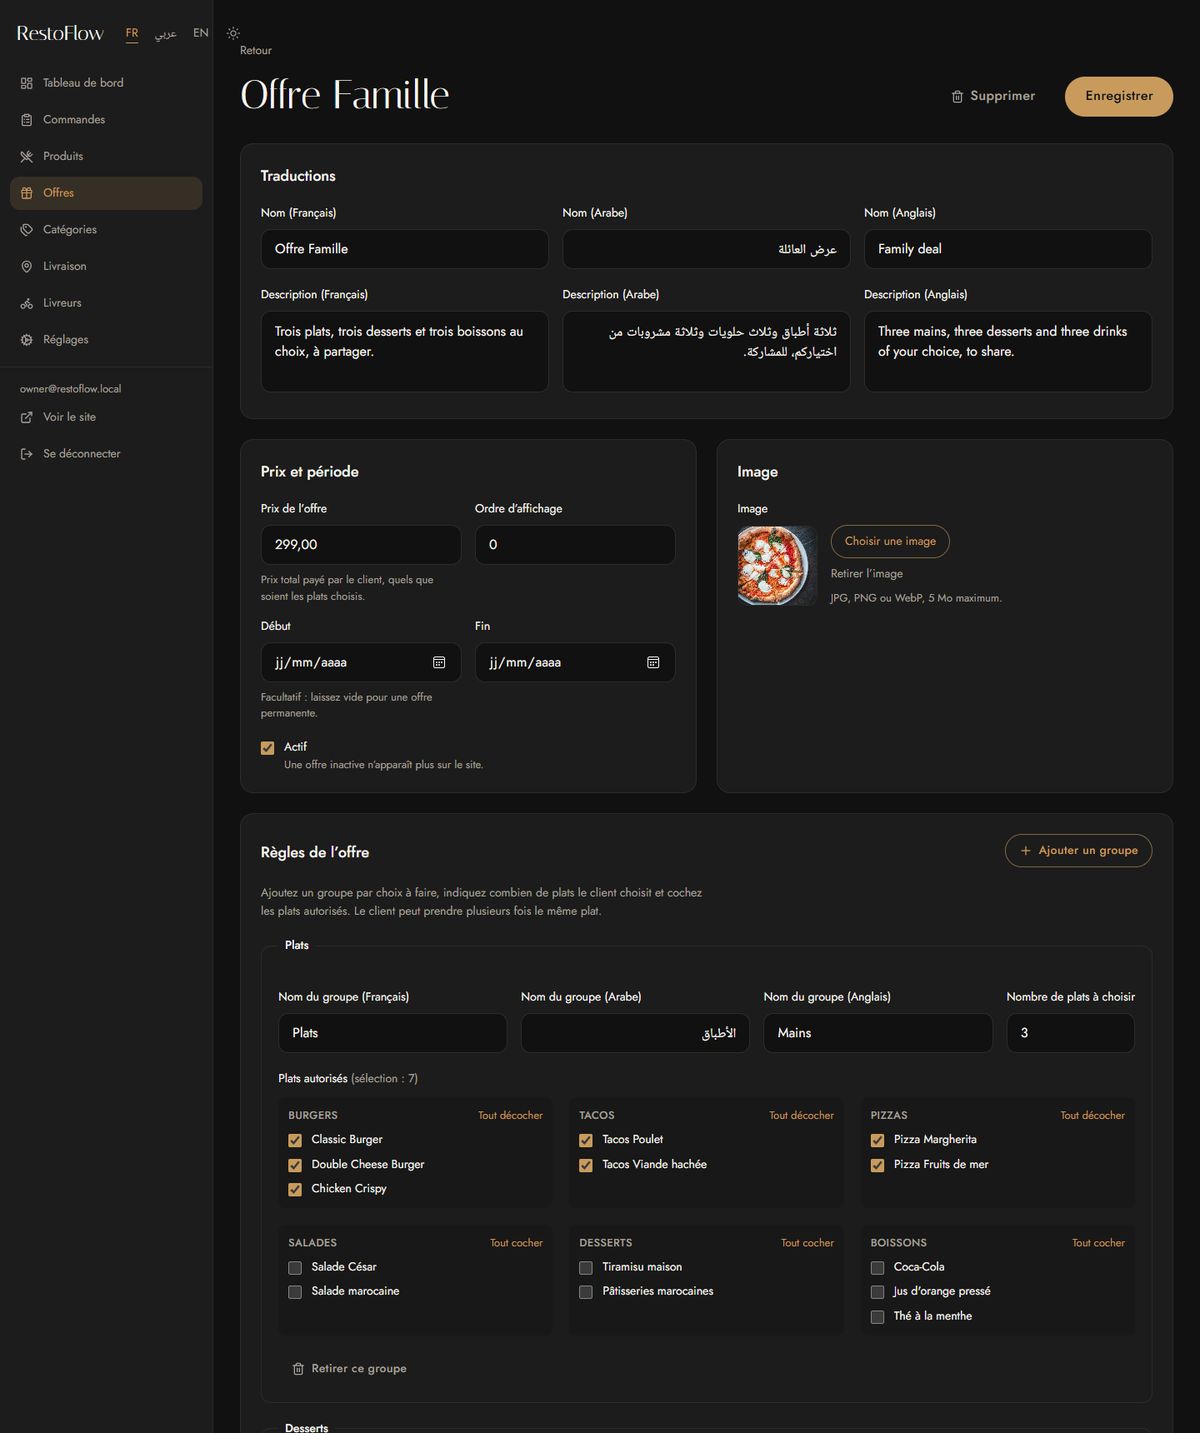 RestoFlow
FR
عربي
EN
Tableau de bord
Commandes
Produits
Offres
Catégories
Livraison
Livreurs
Réglages
owner@restoflow.local
Voir le site
Se déconnecter
Retour
Offre Famille
Supprimer
Enregistrer
Traductions
Nom (Français)
Nom (Arabe)
Nom (Anglais)
Offre Famille
عرض العائلة
Family deal
Description (Français)
Description (Arabe)
Description (Anglais)
Trois plats, trois desserts et trois boissons au
choix, à partager.
ثلاثة أطباق وثلاث حلويات وثلاثة مشروبات من
اختياركم، للمشاركة.
Three mains, three desserts and three drinks
of your choice, to share.
Prix et période
Prix de l’offre
Ordre d’affichage
299,00
0
Prix total payé par le client, quels que
soient les plats choisis.
Début
Fin
jj/mm/aaaa
jj/mm/aaaa
Facultatif : laissez vide pour une offre
permanente.
Actif
Une offre inactive n’apparaît plus sur le site.
Image
Image
Choisir une image
Retirer l’image
JPG, PNG ou WebP, 5 Mo maximum.
Règles de l’offre
Ajouter un groupe
Ajoutez un groupe par choix à faire, indiquez combien de plats le client choisit et cochez
les plats autorisés. Le client peut prendre plusieurs fois le même plat.
Plats
Nom du groupe (Français)
Nom du groupe (Arabe)
Nom du groupe (Anglais)
Nombre de plats à choisir
Plats
الأطباق
Mains
3
Plats autorisés (sélection : 7)
BURGERS
Tout décocher
Classic Burger
Double Cheese Burger
Chicken Crispy
TACOS
Tout décocher
Tacos Poulet
Tacos Viande hachée
PIZZAS
Tout décocher
Pizza Margherita
Pizza Fruits de mer
SALADES
Tout cocher
Salade César
Salade marocaine
DESSERTS
Tout cocher
Tiramisu maison
Pâtisseries marocaines
BOISSONS
Tout cocher
Coca-Cola
Jus d'orange pressé
Thé à la menthe
Retirer ce groupe
Desserts